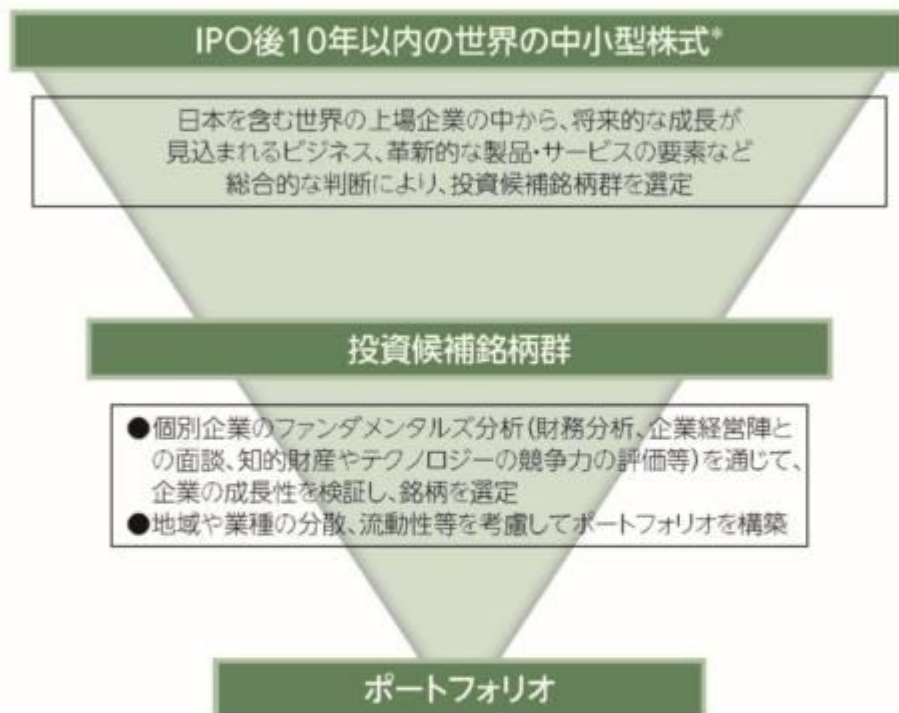 IPO後10年以内の世界の中小型株式*
日本を含む世界の上場企業の中から、将来的な成長が
見込まれるビジネス、革新的な製品・サービスの要素など
総合的な判断により、投資候補銘柄群を選定
投資候補銘柄群
●個別企業のファンダメンタルズ分析(財務分析、企業経営陣と
の面談、知的財産やテクノロジーの競争力の評価等)を通じて、
企業の成長性を検証し、銘柄を選定
●地域や業種の分散、流動性等を考慮してポートフォリオを構築
ポートフォリオ